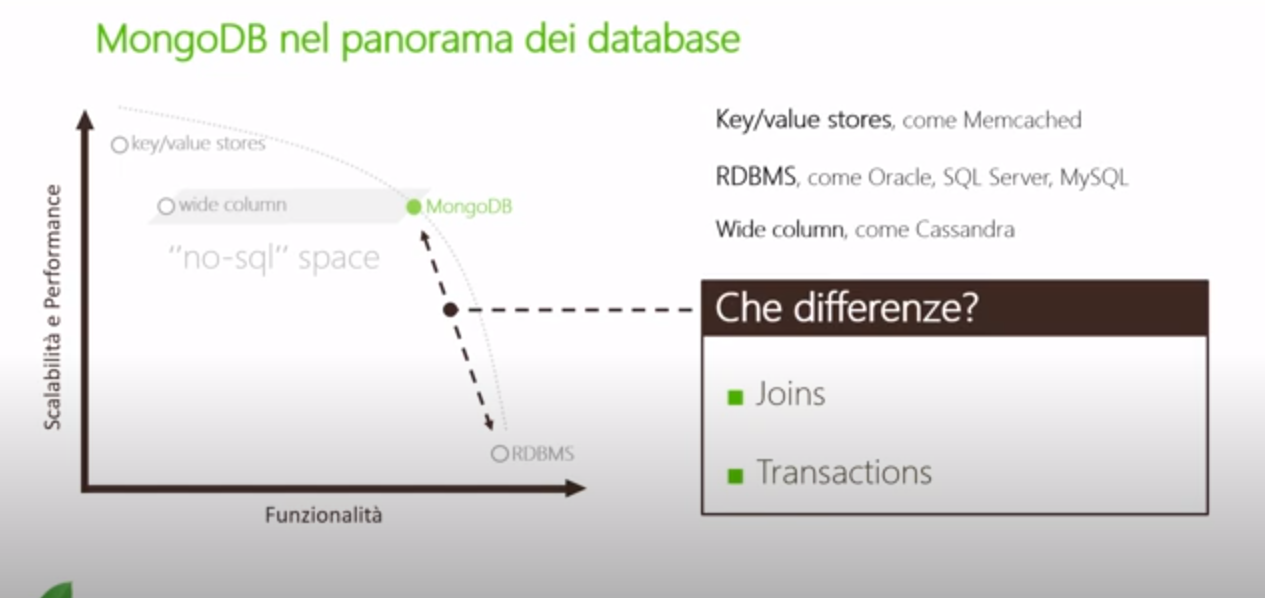 MongoDB nel panorama dei database
Scalabilità e Performance
key/value stores
wide column
MongoDB
"no-sql" space
RDBMS
Funzionalità
Key/value stores, come Memcached
RDBMS, come Oracle, SQL Server, MySQL
Wide column, come Cassandra
Che differenze?
Joins
Transactions